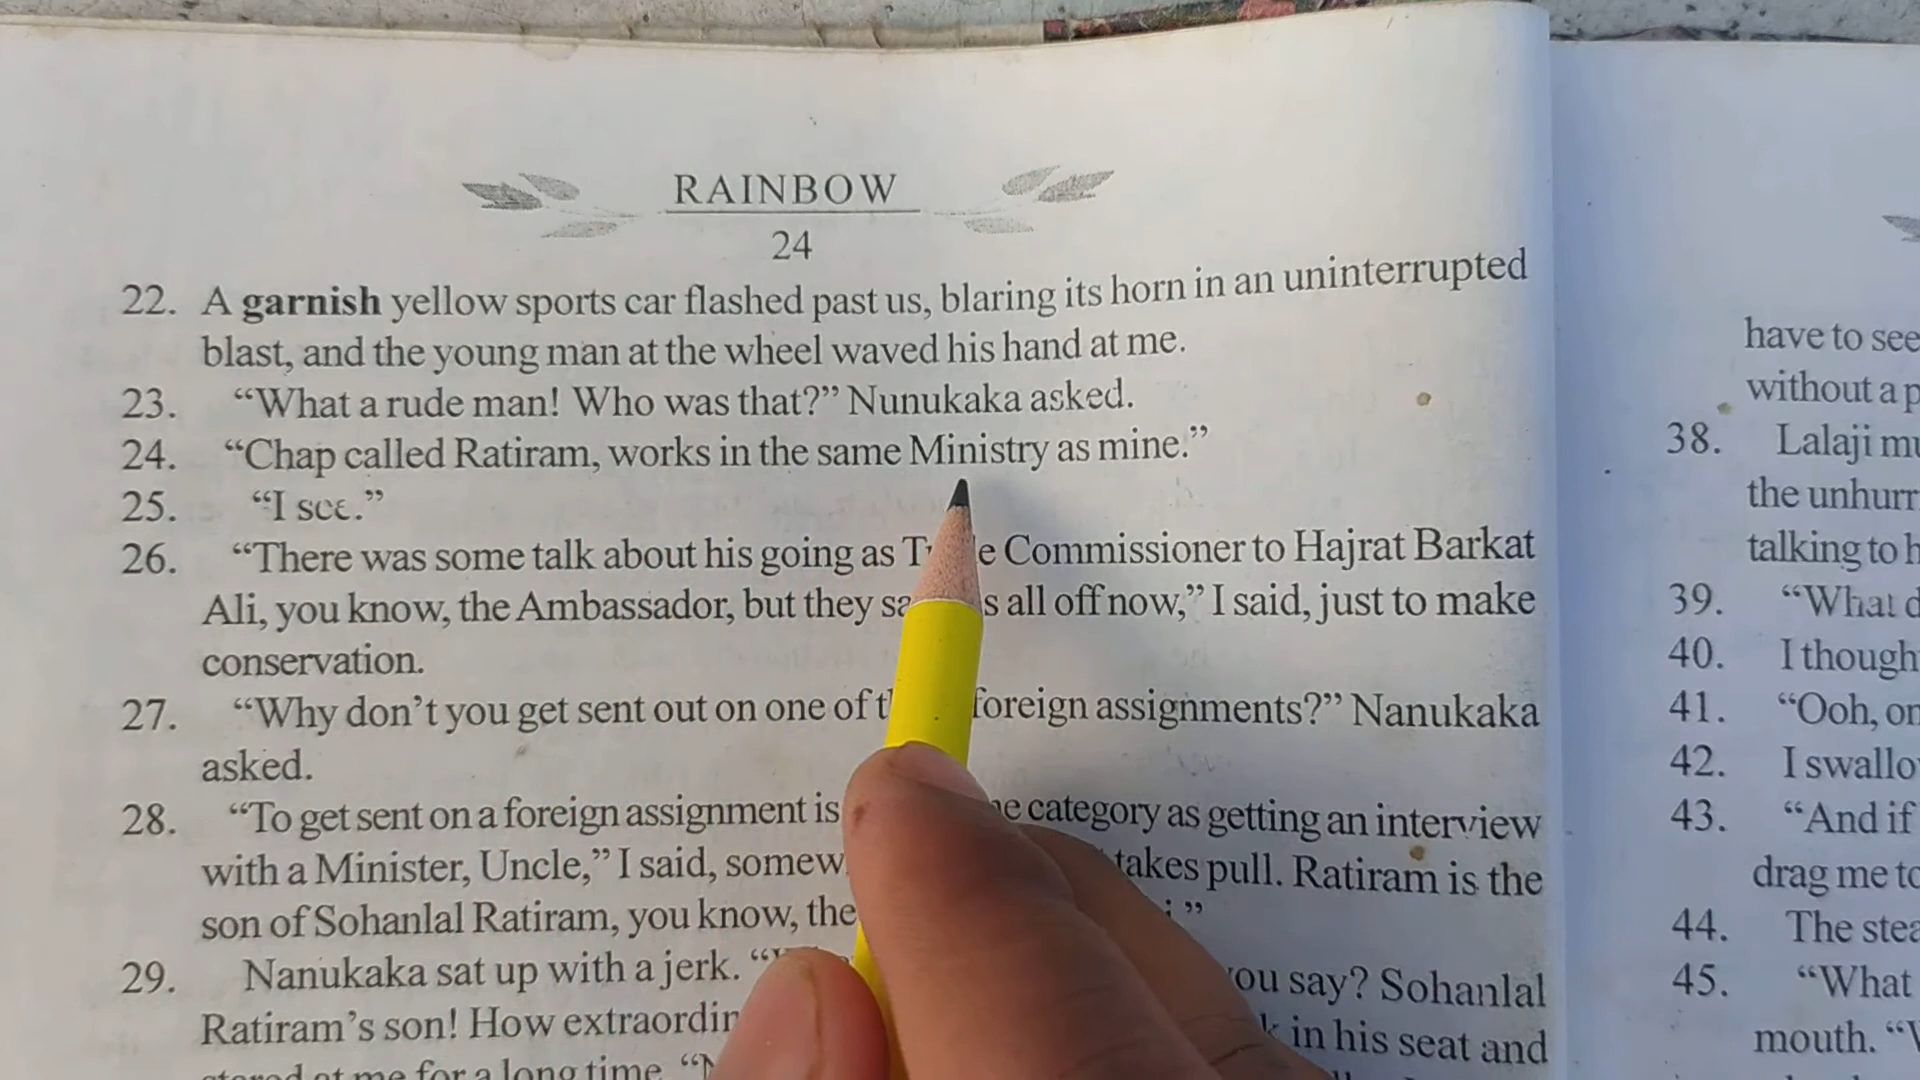 RAINBOW
24
22. A garnish yellow sports car flashed past us, blaring its horn in an uninterrupted
blast, and the young man at the wheel waved his hand at me.
23. “What a rude man! Who was that?” Nunukaka asked.
24. “Chap called Ratiram, works in the same Ministry as mine.”
25. “I see.”
26. “There was some talk about his going as Commissioner to Hajrat Barkat
Ali, you know, the Ambassador, but they all off now,” I said, just to make
conservation.
27. “Why don’t you get sent out on one of foreign assignments?” Nanukaka
asked.
28. “To get sent on a foreign assignment is category as getting an interview
with a Minister, Uncle,” I said, takes pull. Ratiram is the
son of Sohanlal Ratiram, you know, the
29. Nanukaka sat up with a jerk. you say? Sohanlal
Ratiram’s son! How in his seat and
at me for a long time.
have to see
without a
38. Lalaji
the
talking to
39. “What
40. I
41. “Ooh,
42. I
43. “And if
drag me to
44. The
45. “What
mouth.